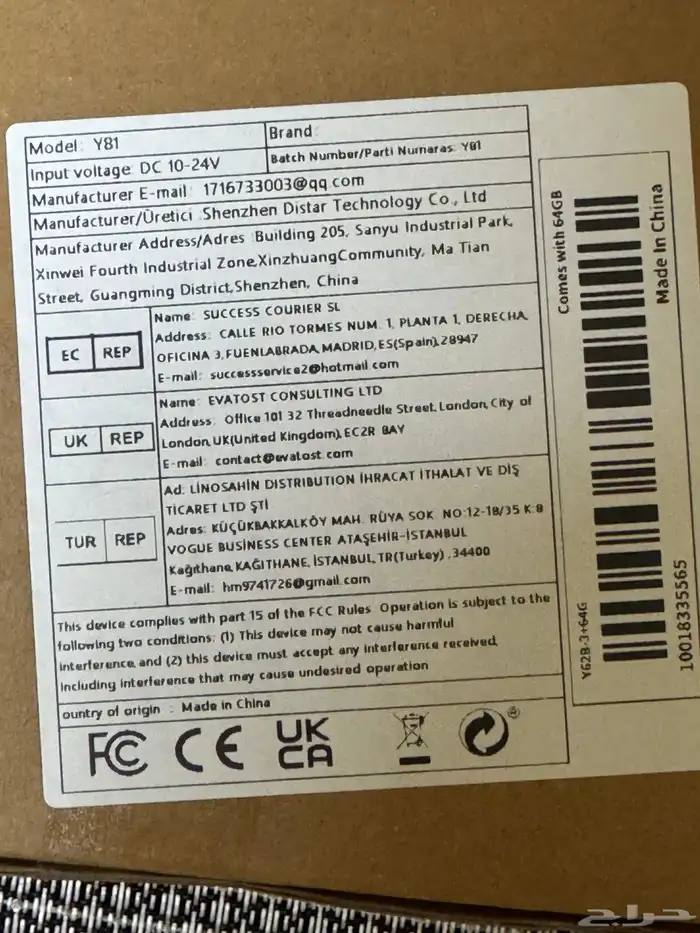 Model: Y81
Brand:
Input voltage: DC 10-24V
Batch Number/Parti Numaras: Y81
Manufacturer E-mail: 1716733003@qq.com
Manufacturer/Üretici :Shenzhen Distar Technology Co., Ltd
Manufacturer Address/Adres :Building 205, Sanyu Industrial Park,
Xinwei Fourth Industrial Zone,XinzhuangCommunity, Ma Tian
Street, Guangming District,Shenzhen, China
EC REP
Name: SUCCESS COURIER SL
Address: CALLE RIO TORMES NUM. 1, PLANTA 1, DERECHA,
OFICINA 3, FUENLABRADA, MADRID, ES(Spain), 28947
E-mail: successservice2@hotmail.com
UK REP
Name: EVATOST CONSULTING LTD
Address: Office 101 32 Threadneedle Street, London, City of
London, UK(United Kingdom), EC2R 8AY
E-mail: contact@evatost.com
TUR REP
Ad: LINOSAHİN DISTRIBUTION İHRACAT İTHALAT VE DIŞ
TİCARET LTD ŞTİ
Adres: KÜÇÜKBAKKALKÖY MAH. RÜYA SOK. NO:12-18/35 K:8
VOGUE BUSINESS CENTER ATAŞEHİR-İSTANBUL
Kağıthane, KAĞITHANE, İSTANBUL, TR(Turkey) ,34400
E-mail: hm9741726@gmail.com
This device complies with part 15 of the FCC Rules. Operation is subject to the
following two conditions: (1) This device may not cause harmful
interference, and (2) this device must accept any interference received,
including interference that may cause undesired operation
ountry of origin : Made in China
FC CE UK CA ®
Comes with 64GB
Made In China
Y62B-3+64G
10018335565
حراج